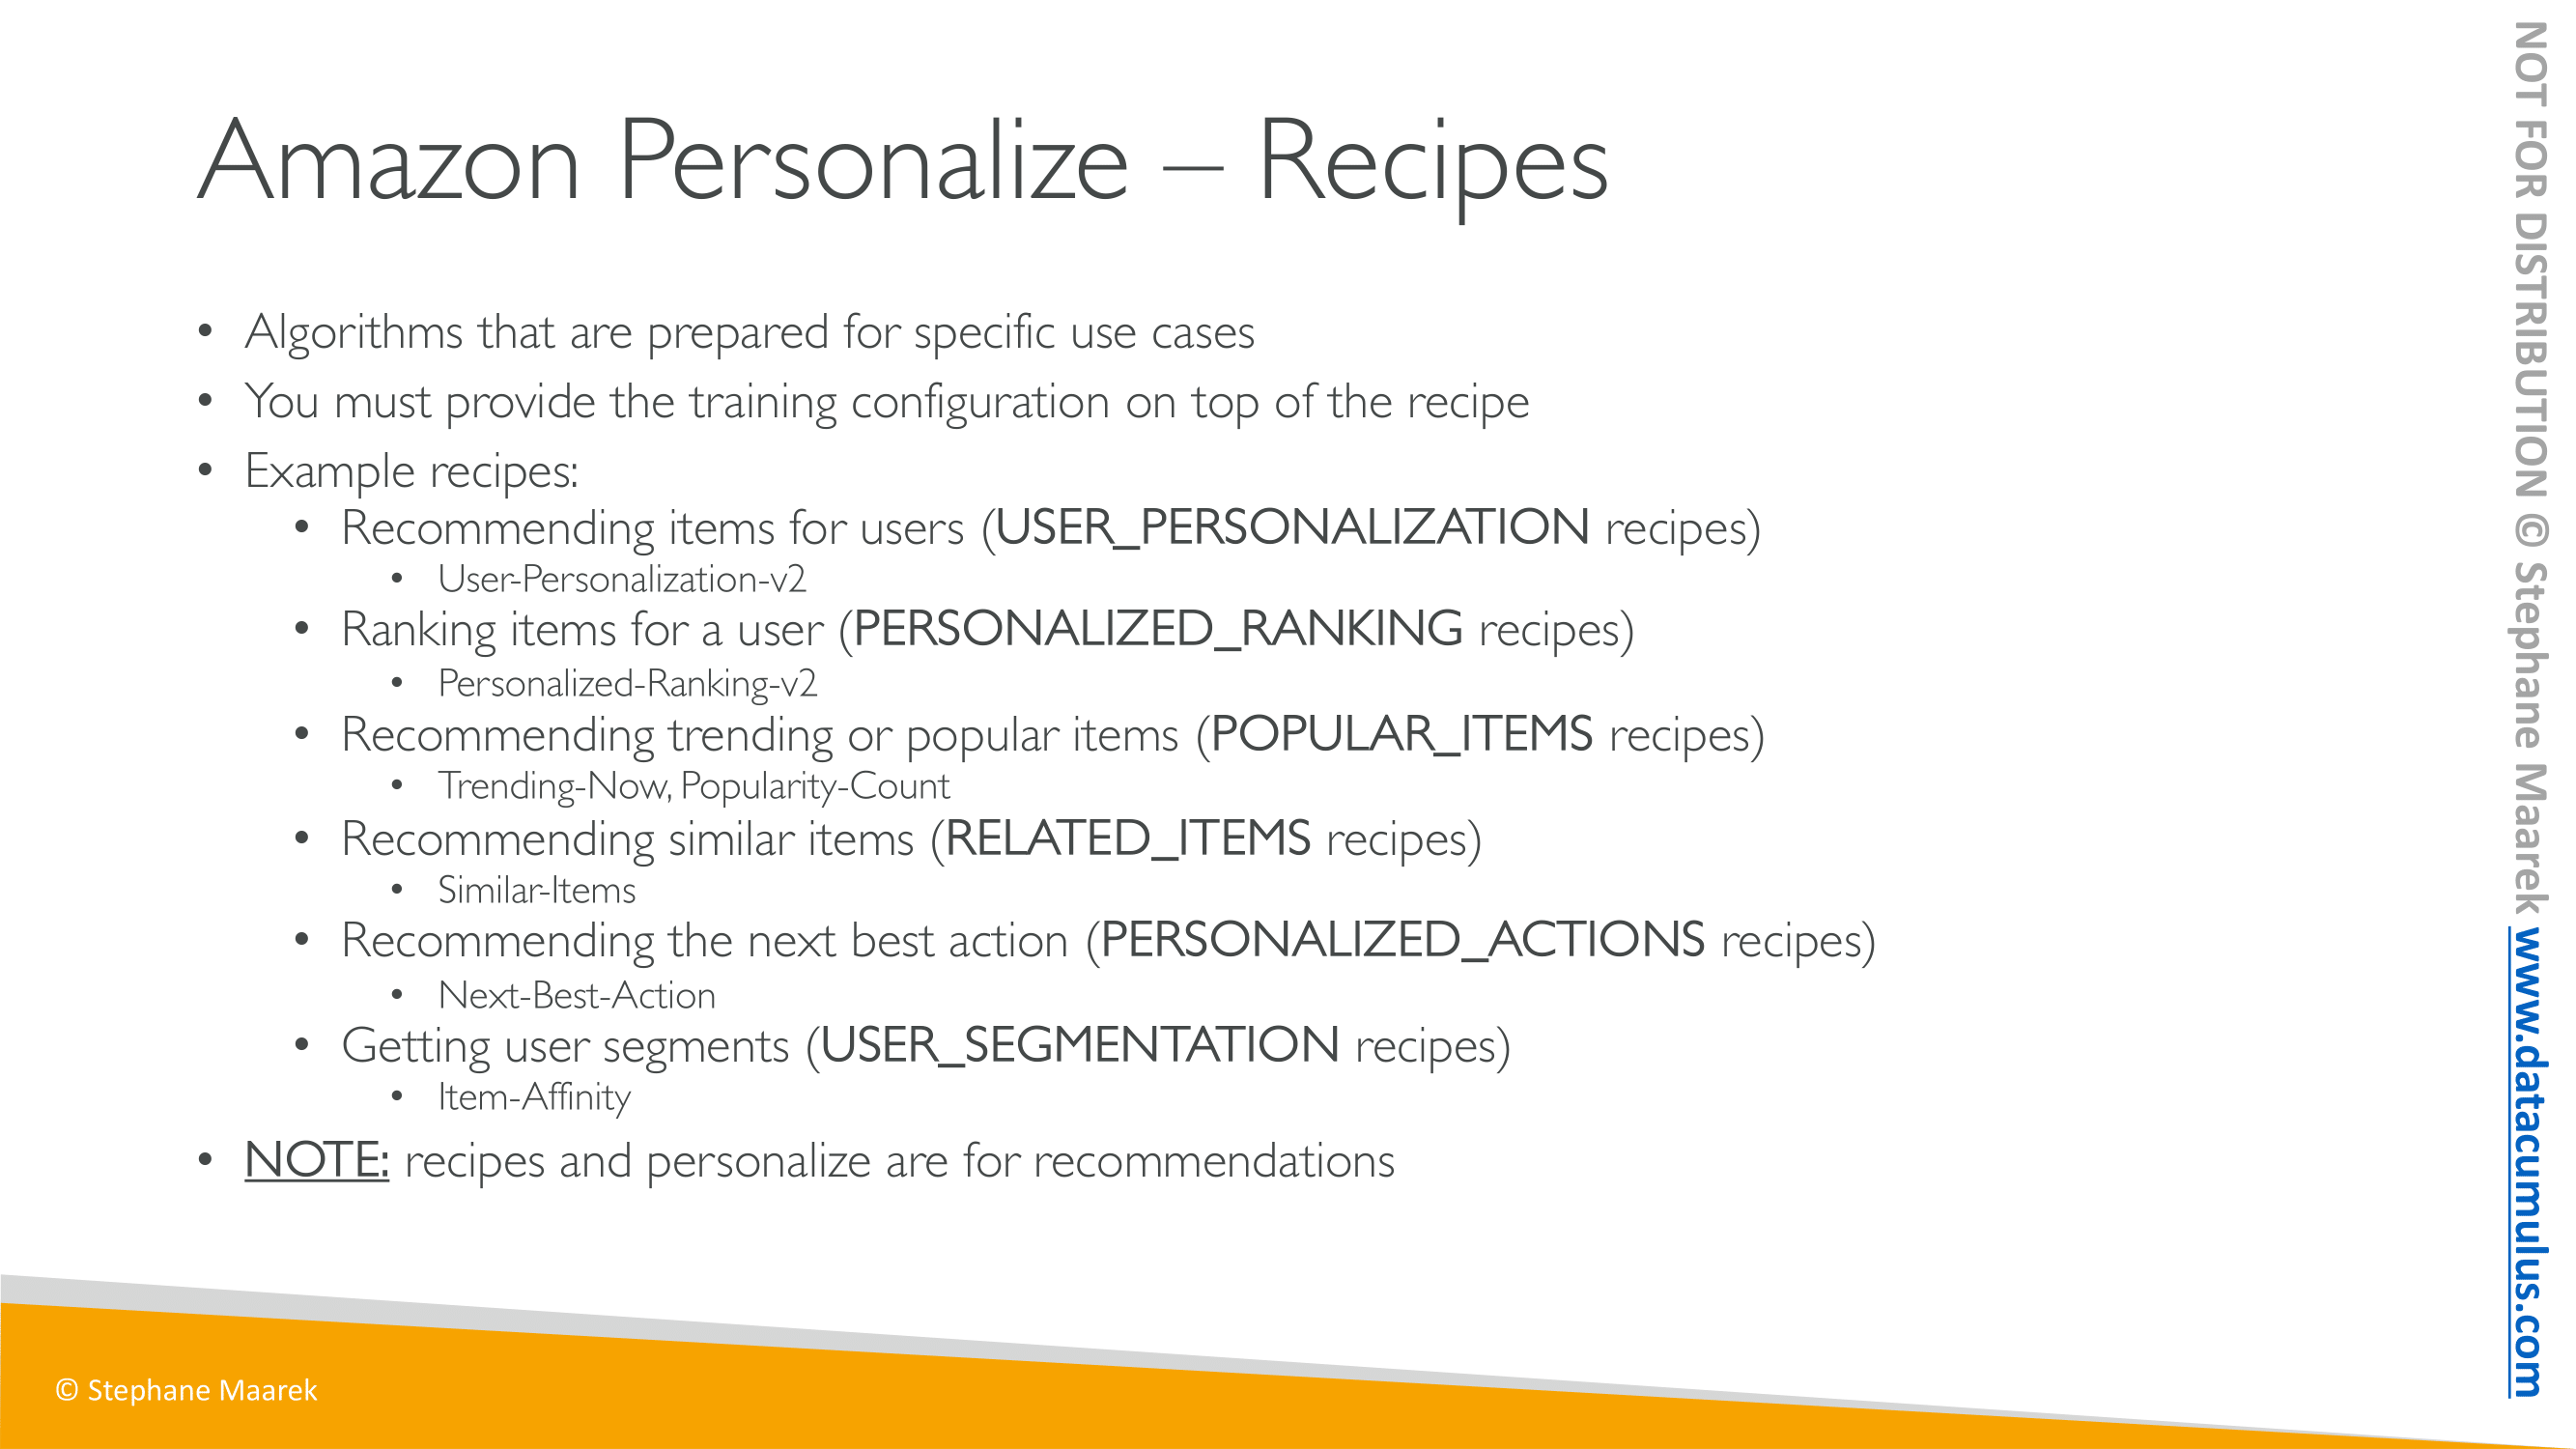 Amazon Personalize – Recipes
• Algorithms that are prepared for specific use cases
• You must provide the training configuration on top of the recipe
• Example recipes:
• Recommending items for users (USER_PERSONALIZATION recipes)
• User-Personalization-v2
• Ranking items for a user (PERSONALIZED_RANKING recipes)
• Personalized-Ranking-v2
• Recommending trending or popular items (POPULAR_ITEMS recipes)
• Trending-Now, Popularity-Count
• Recommending similar items (RELATED_ITEMS recipes)
• Similar-Items
• Recommending the next best action (PERSONALIZED_ACTIONS recipes)
• Next-Best-Action
• Getting user segments (USER_SEGMENTATION recipes)
• Item-Affinity
• NOTE: recipes and personalize are for recommendations
© Stephane Maarek
NOT FOR DISTRIBUTION © Stephane Maarek www.datacumulus.com